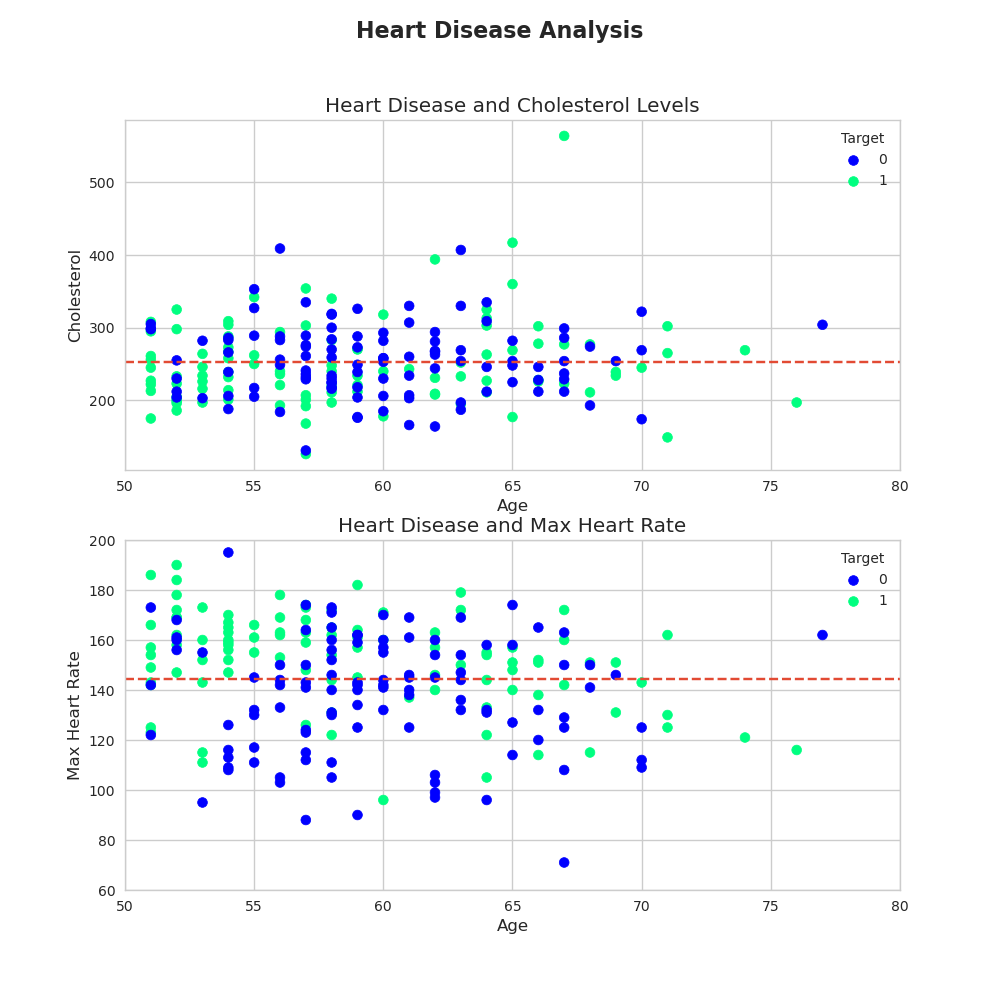 Heart Disease Analysis
Heart Disease and Cholesterol Levels
Target
0
1
500
400
300
200
Cholesterol
50 55 60 65 70 75 80
Age
Heart Disease and Max Heart Rate
Target
0
1
200
180
160
140
120
100
80
60
Max Heart Rate
50 55 60 65 70 75 80
Age